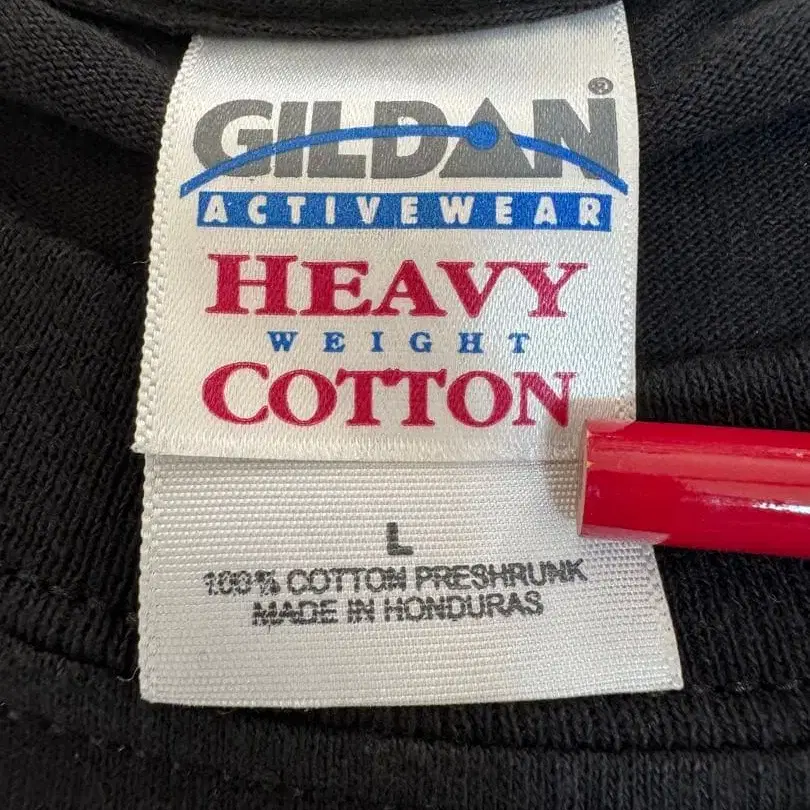 GILDAN®
ACTIVEWEAR
HEAVY
WEIGHT
COTTON
L
100% COTTON PRESHRUNK
MADE IN HONDURAS